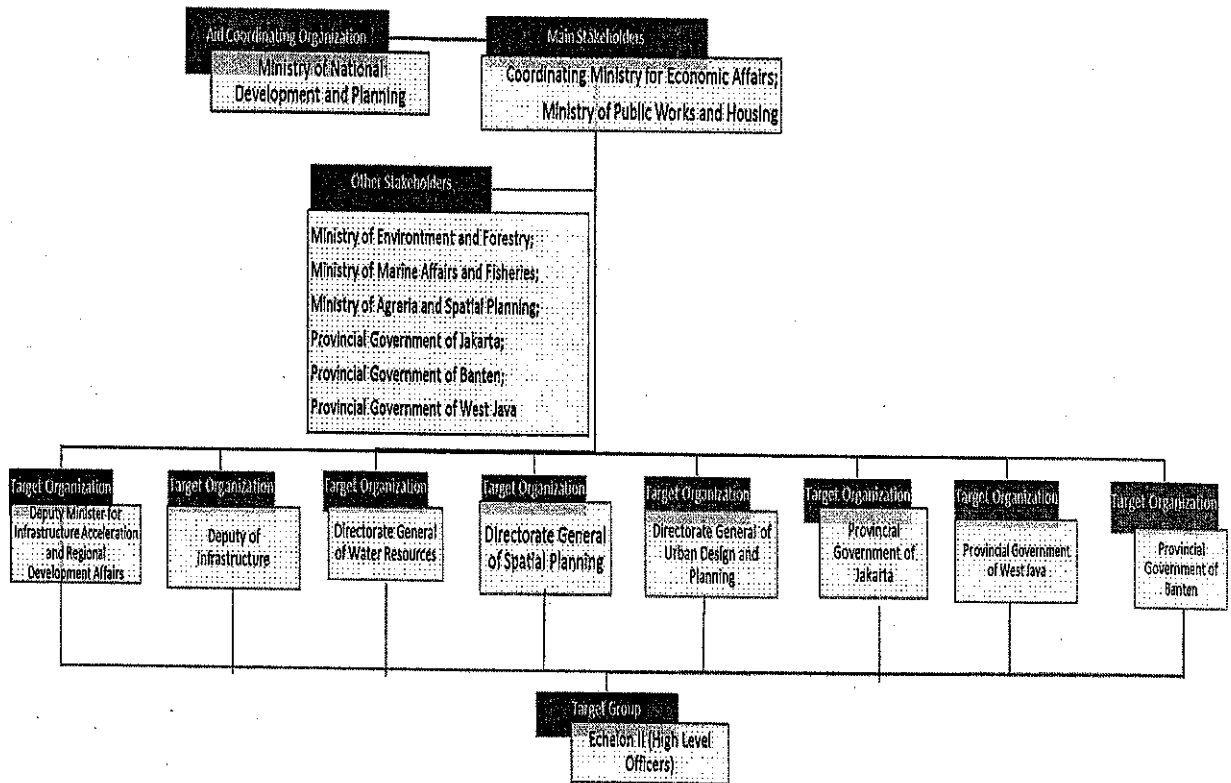 Aid Coordinating Organization
Ministry of National
Development and Planning
Main Stakeholders
Coordinating Ministry for Economic Affairs;
Ministry of Public Works and Housing
Other Stakeholders
Ministry of Environtment and Forestry;
Ministry of Marine Affairs and Fisheries;
Ministry of Agraria and Spatial Planning;
Provincial Government of Jakarta;
Provincial Government of Banten;
Provincial Government of West Java
Target Organization
Deputy Minister for
Infrastructure Acceleration
and Regional
Development Affairs
Target Organization
Deputy of
Infrastructure
Target Organization
Directorate General
of Water Resources
Target Organization
Directorate General
of Spatial Planning
Target Organization
Directorate General of
Urban Design and
Planning
Target Organization
Provincial
Government of
Jakarta
Target Organization
Provincial Government
of West Java
Target Organization
Provincial
Government of
Banten
Target Group
Echelon II (High Level
Officers)